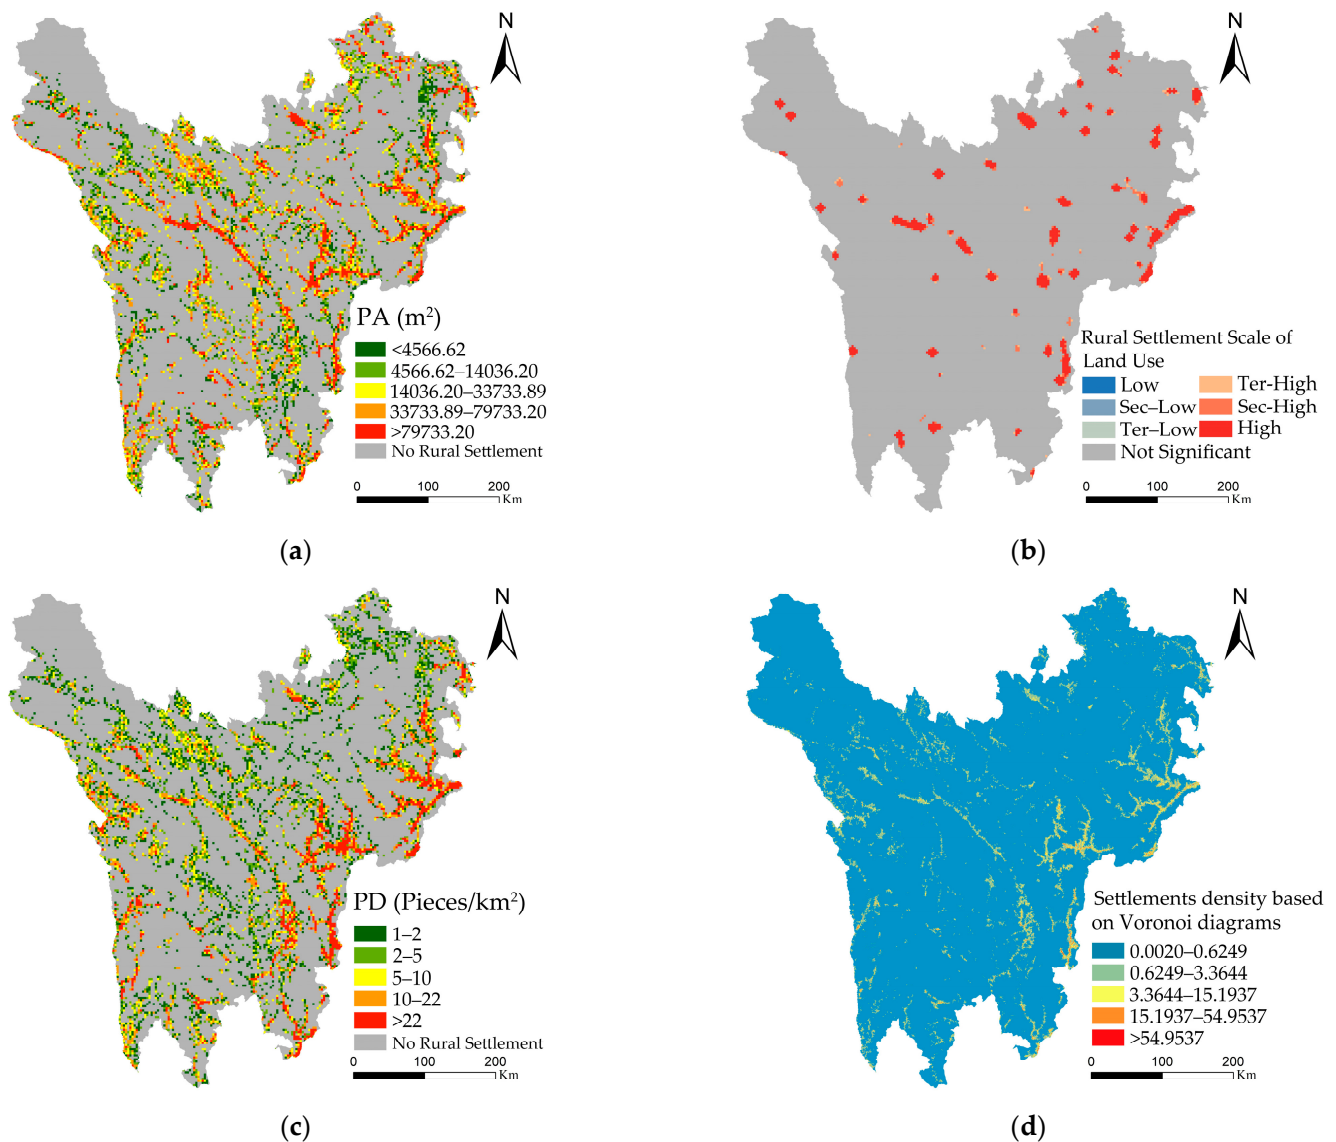 N
PA (m²)
<4566.62
4566.62–14036.20
14036.20–33733.89
33733.89–79733.20
>79733.20
No Rural Settlement
0 100 200
Km
(a)
N
Rural Settlement Scale of
Land Use
Low
Sec–Low
Ter–Low
Not Significant
Ter-High
Sec-High
High
0 100 200
Km
(b)
N
PD (Pieces/km²)
1–2
2–5
5–10
10–22
>22
No Rural Settlement
0 100 200
Km
(c)
N
Settlements density based
on Voronoi diagrams
0.0020–0.6249
0.6249–3.3644
3.3644–15.1937
15.1937–54.9537
>54.9537
0 100 200
Km
(d)